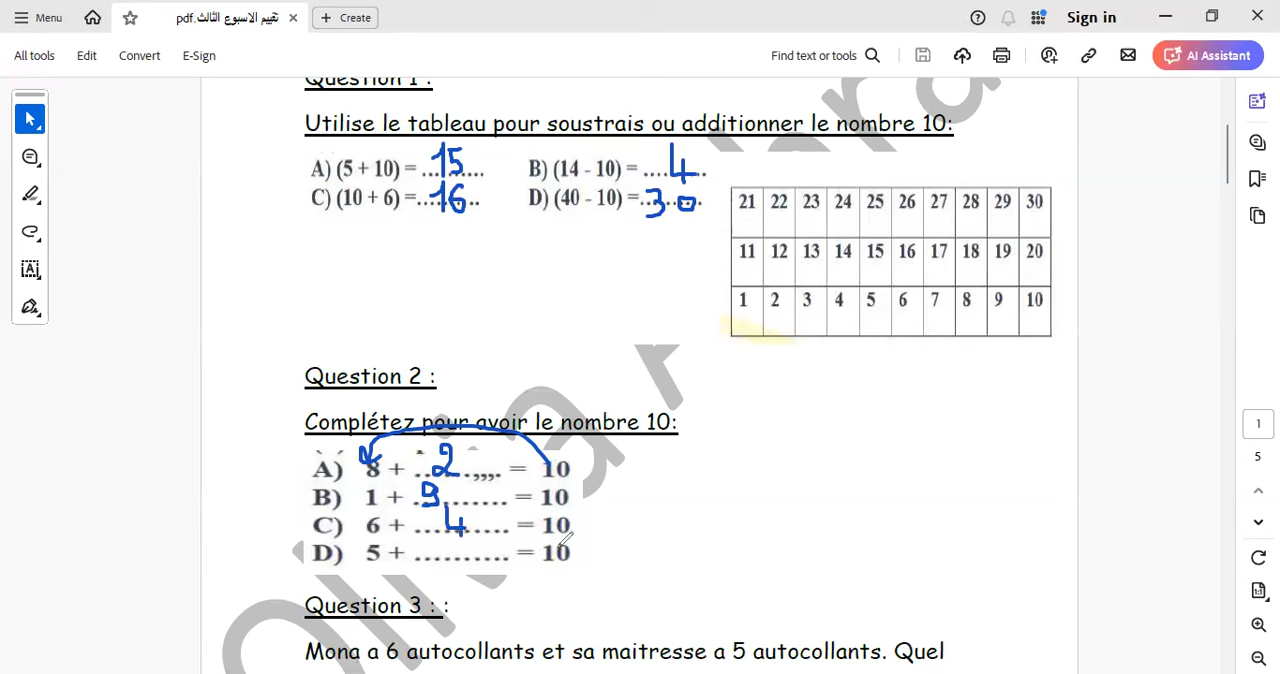 Menu
تقييم الاسبوع الثالث.pdf
Create
Sign in
All tools Edit Convert E-Sign
Find text or tools
AI Assistant
Question 1 :
Utilise le tableau pour soustrais ou additionner le nombre 10:
A) (5 + 10) = ...15......
B) (14 - 10) = ....4..
C) (10 + 6) =....16...
D) (40 - 10) =..30..
21 22 23 24 25 26 27 28 29 30
11 12 13 14 15 16 17 18 19 20
1 2 3 4 5 6 7 8 9 10
Question 2 :
Complétez pour avoir le nombre 10:
A) 8 + ..2...,,,. = 10
B) 1 + .9........ = 10
C) 6 + ....4...... = 10
D) 5 + .......... = 10
Question 3 : :
Mona a 6 autocollants et sa maitresse a 5 autocollants. Quel
1
5